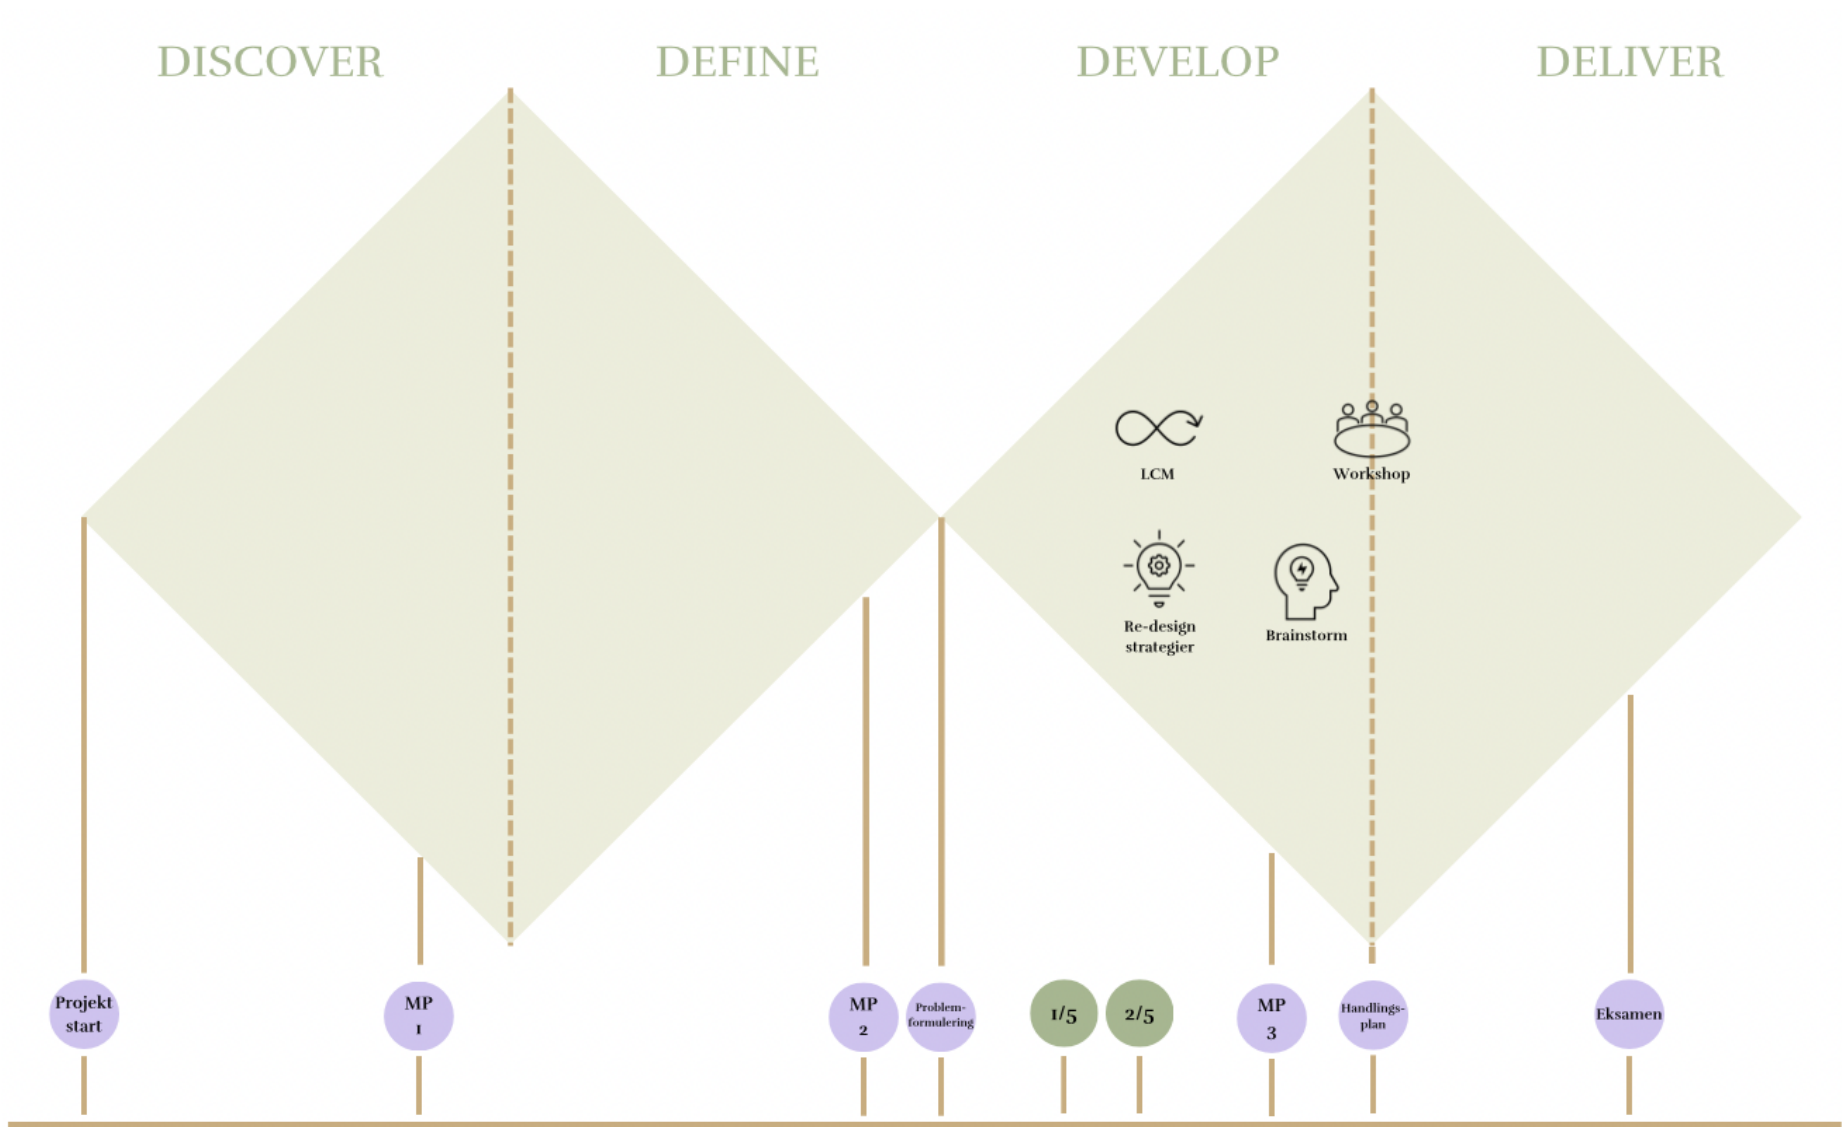 DISCOVER
DEFINE
DEVELOP
DELIVER
LCM
Workshop
Re-design
strategier
Brainstorm
Projekt
start
MP
1
MP
2
Problem-
formulering
1/5
2/5
MP
3
Handlings-
plan
Eksamen